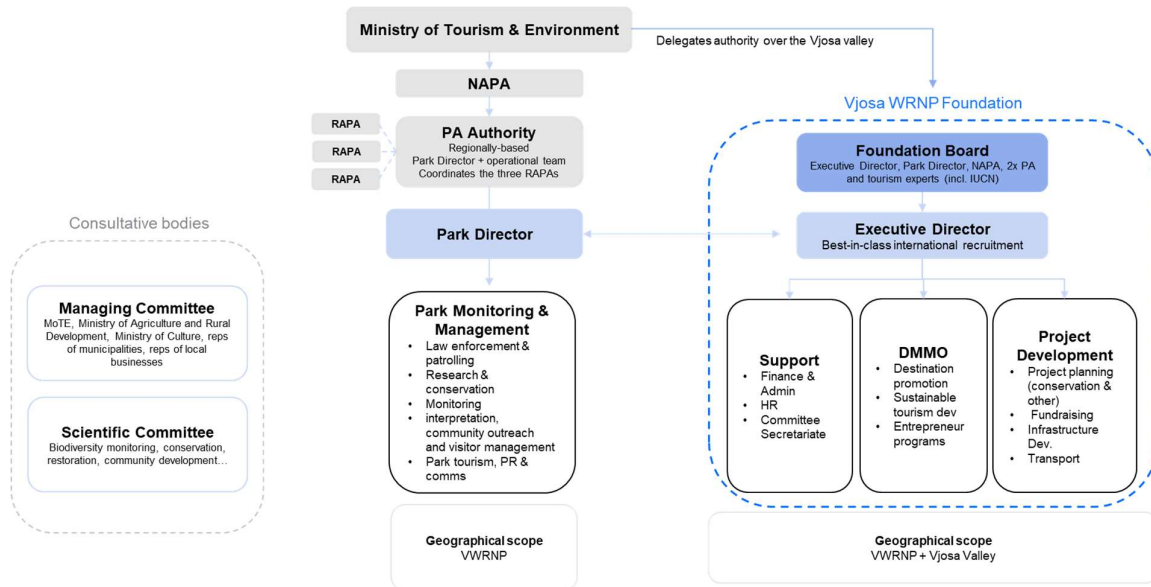 Ministry of Tourism & Environment
Delegates authority over the Vjosa valley
NAPA
RAPA
RAPA
RAPA
PA Authority
Regionally-based
Park Director + operational team
Coordinates the three RAPAs
Vjosa WRNP Foundation
Foundation Board
Executive Director, Park Director, NAPA, 2x PA
and tourism experts (incl. IUCN)
Park Director
Executive Director
Best-in-class international recruitment
Consultative bodies
Managing Committee
MoTE, Ministry of Agriculture and Rural
Development, Ministry of Culture, reps
of municipalities, reps of local
businesses
Scientific Committee
Biodiversity monitoring, conservation,
restoration, community development…
Park Monitoring &
Management
• Law enforcement &
patrolling
• Research &
conservation
• Monitoring
• interpretation,
community outreach
and visitor management
• Park tourism, PR &
comms
Support
• Finance &
Admin
• HR
• Committee
Secretariate
DMMO
• Destination
promotion
• Sustainable
tourism dev
• Entrepreneur
programs
Project
Development
• Project planning
(conservation &
other)
• Fundraising
• Infrastructure
Dev.
• Transport
Geographical scope
VWRNP
Geographical scope
VWRNP + Vjosa Valley